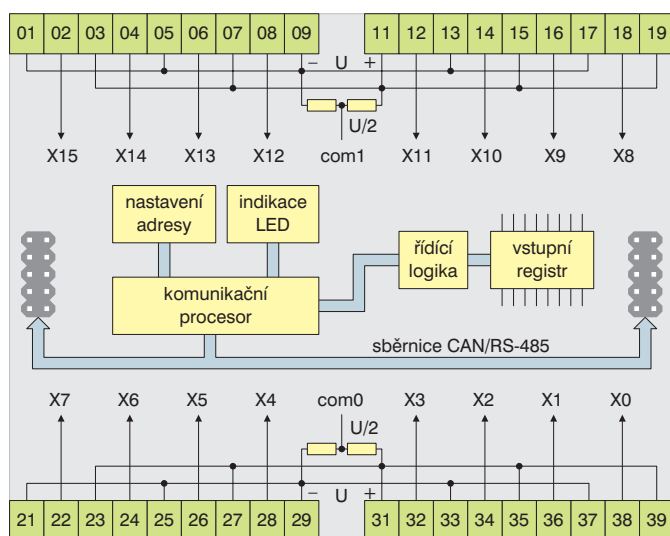 01 02 03 04 05 06 07 08 09 11 12 13 14 15 16 17 18 19
− U +
U/2
X15 X14 X13 X12 com1 X11 X10 X9 X8
nastavení
adresy
indikace
LED
řídící
logika
vstupní
registr
komunikační
procesor
sběrnice CAN/RS-485
X7 X6 X5 X4 com0 X3 X2 X1 X0
U/2
− U +
21 22 23 24 25 26 27 28 29 31 32 33 34 35 36 37 38 39